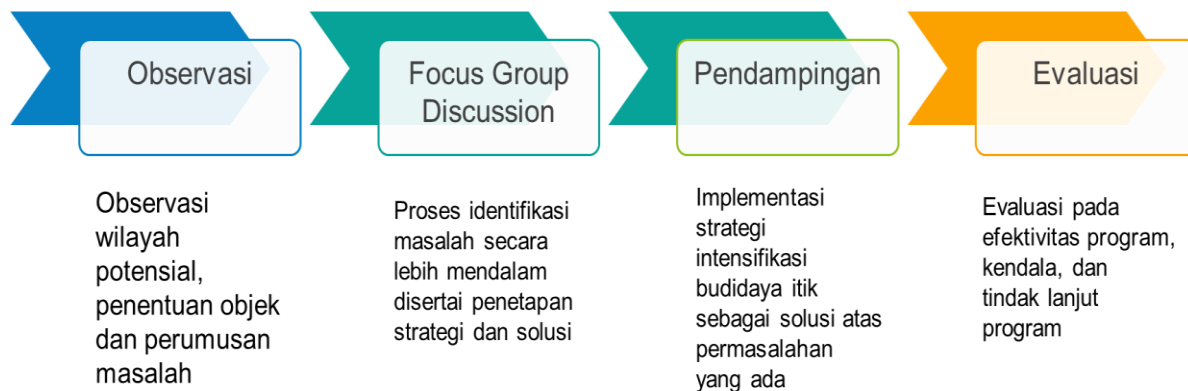 Observasi
Focus Group
Discussion
Pendampingan
Evaluasi
Observasi
wilayah
potensial,
penentuan objek
dan perumusan
masalah
Proses identifikasi
masalah secara
lebih mendalam
disertai penetapan
strategi dan solusi
Implementasi
strategi
intensifikasi
budidaya itik
sebagai solusi atas
permasalahan
yang ada
Evaluasi pada
efektivitas program,
kendala, dan
tindak lanjut
program